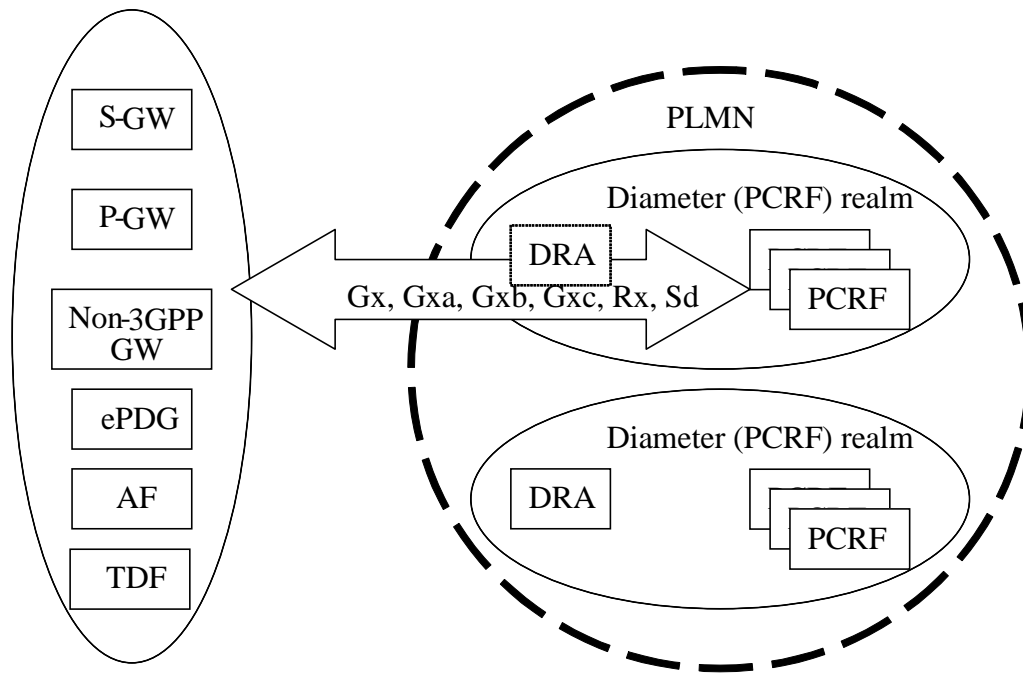 S-GW
P-GW
Non-3GPP
GW
ePDG
AF
TDF
PLMN
Diameter (PCRF) realm
DRA
Gx, Gxa, Gxb, Gxc, Rx, Sd
PCRF
Diameter (PCRF) realm
DRA
PCRF